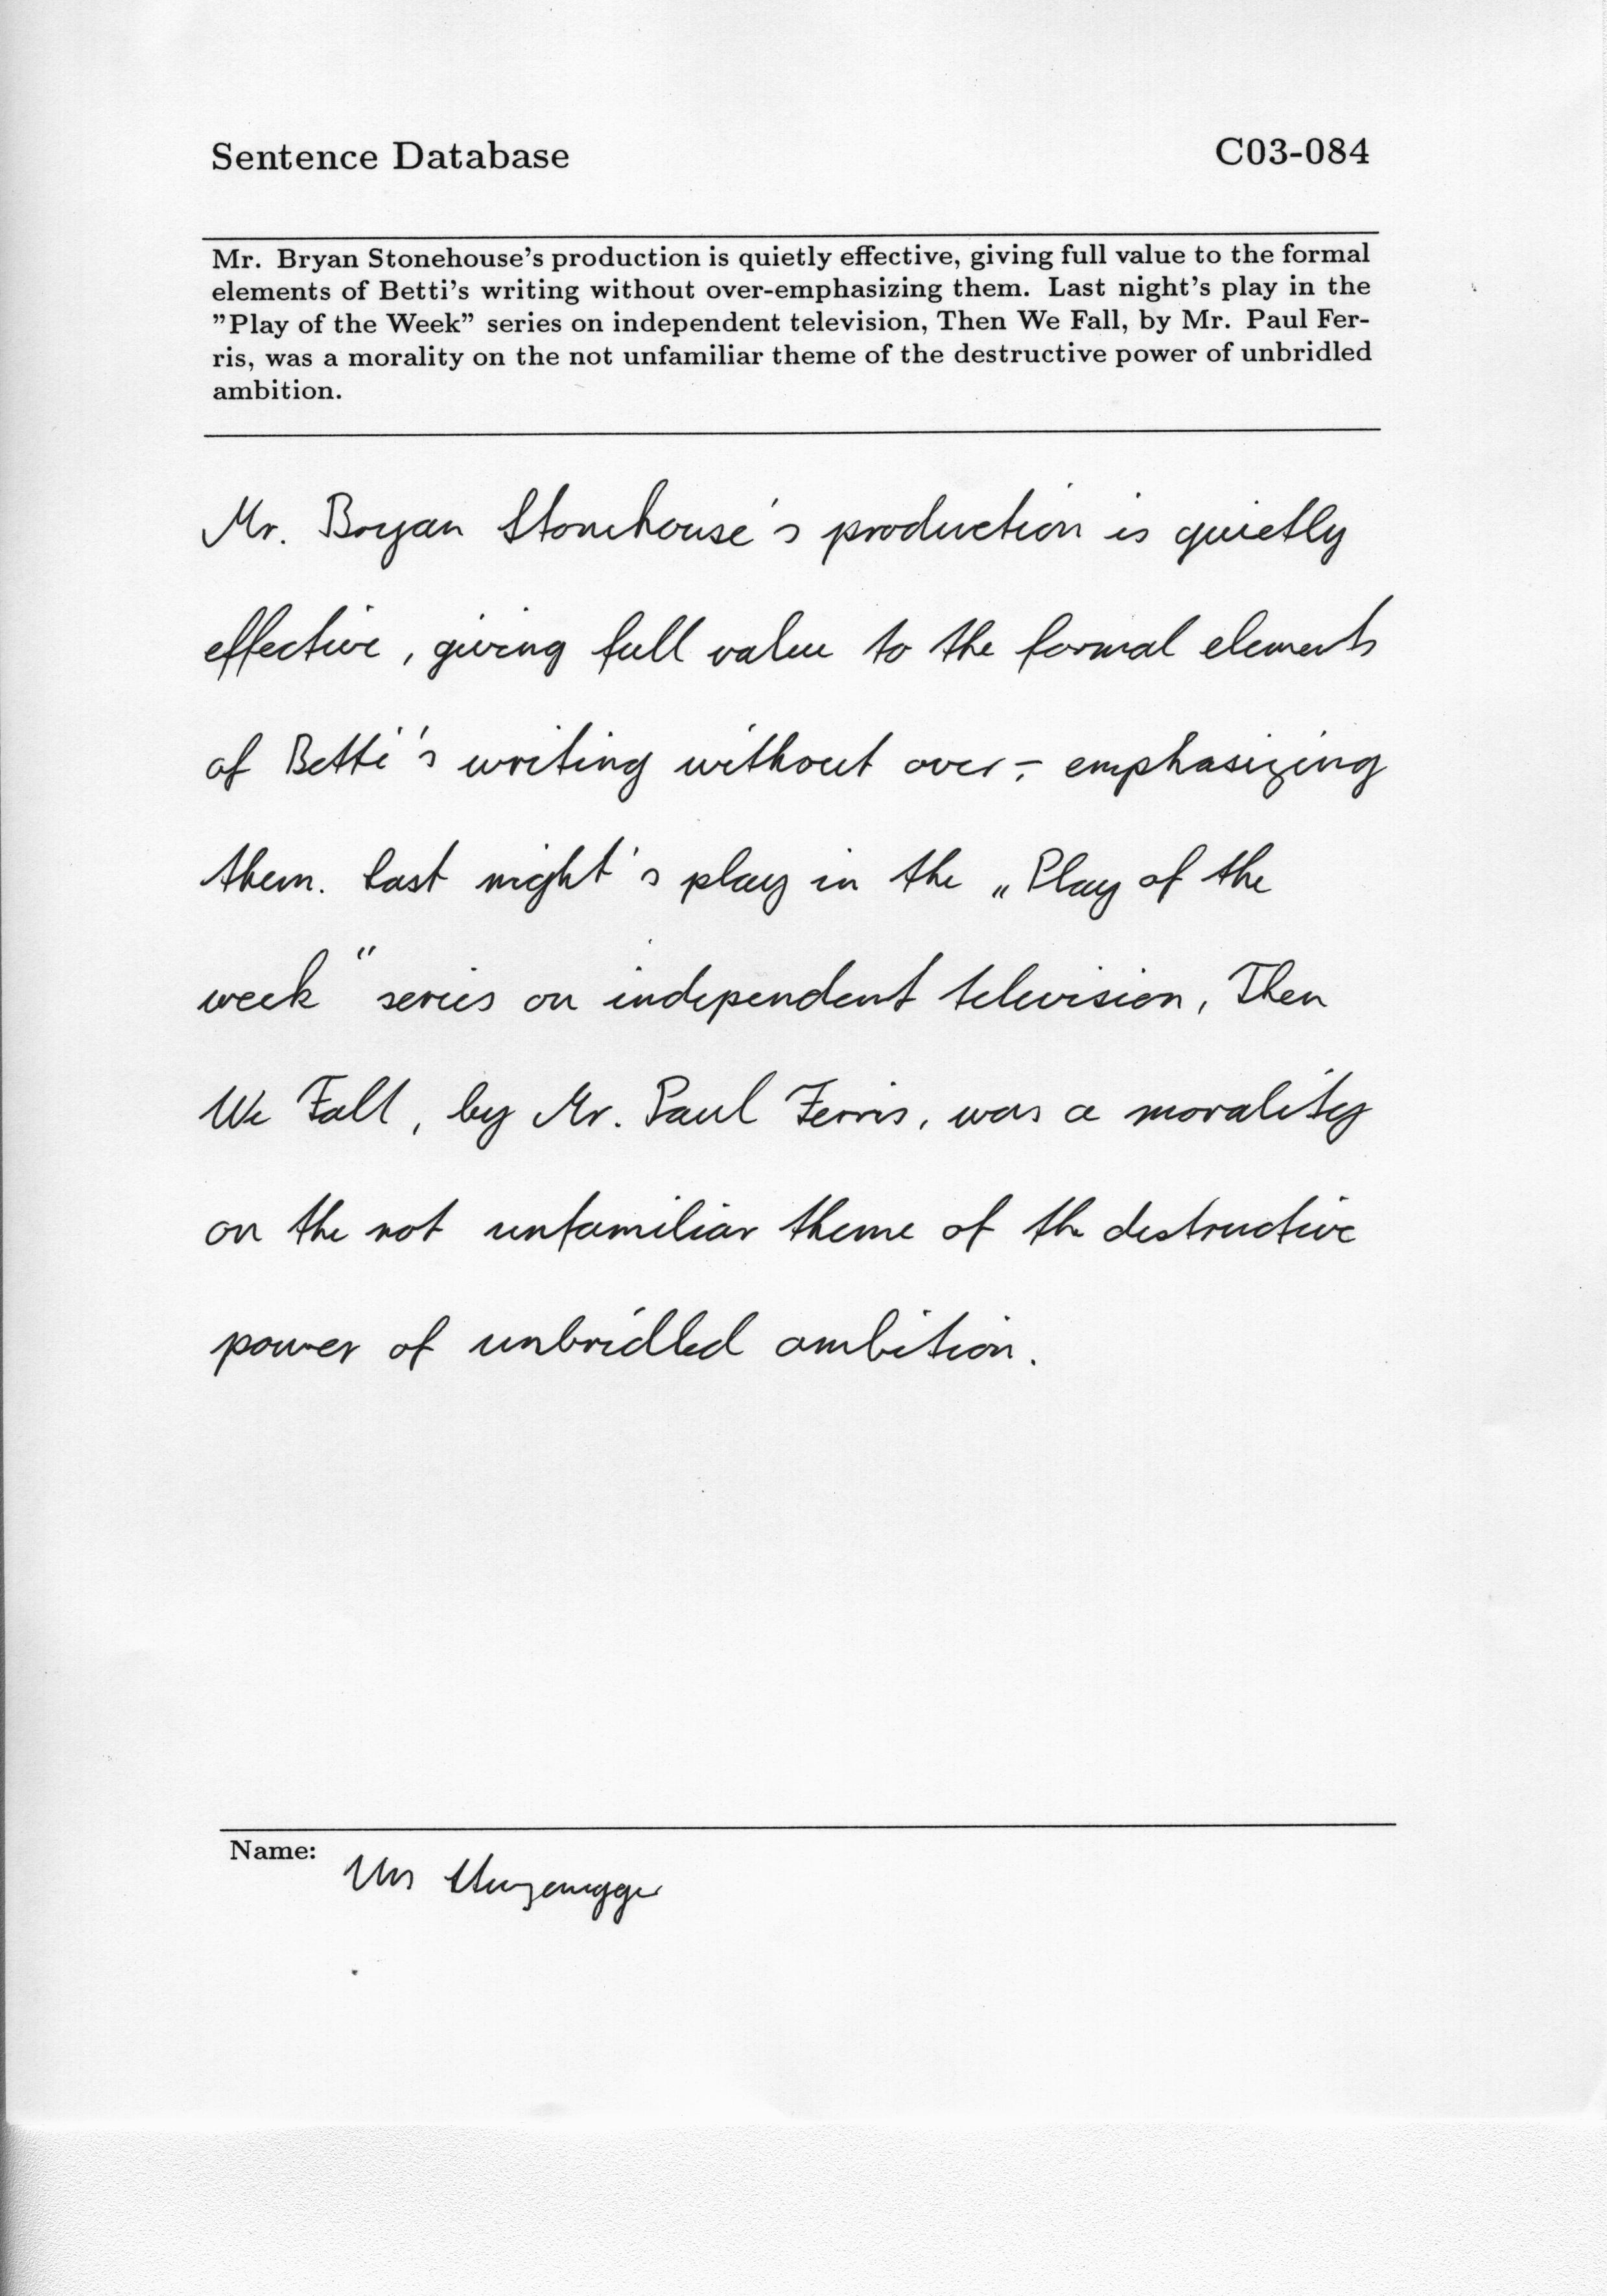 Sentence Database C03-084
Mr. Bryan Stonehouse's production is quietly effective, giving full value to the formal
elements of Betti's writing without over-emphasizing them. Last night's play in the
”Play of the Week” series on independent television, Then We Fall, by Mr. Paul Fer-
ris, was a morality on the not unfamiliar theme of the destructive power of unbridled
ambition.
Mr. Bryan Stonehouse's production is quietly
effective, giving full value to the formal elements
of Betti's writing without over-emphasizing
them. Last night's play in the „Play of the
week“ series on independent television, Then
We Fall, by Mr. Paul Ferris, was a morality
on the not unfamiliar theme of the destructive
power of unbridled ambition.
Name: Urs